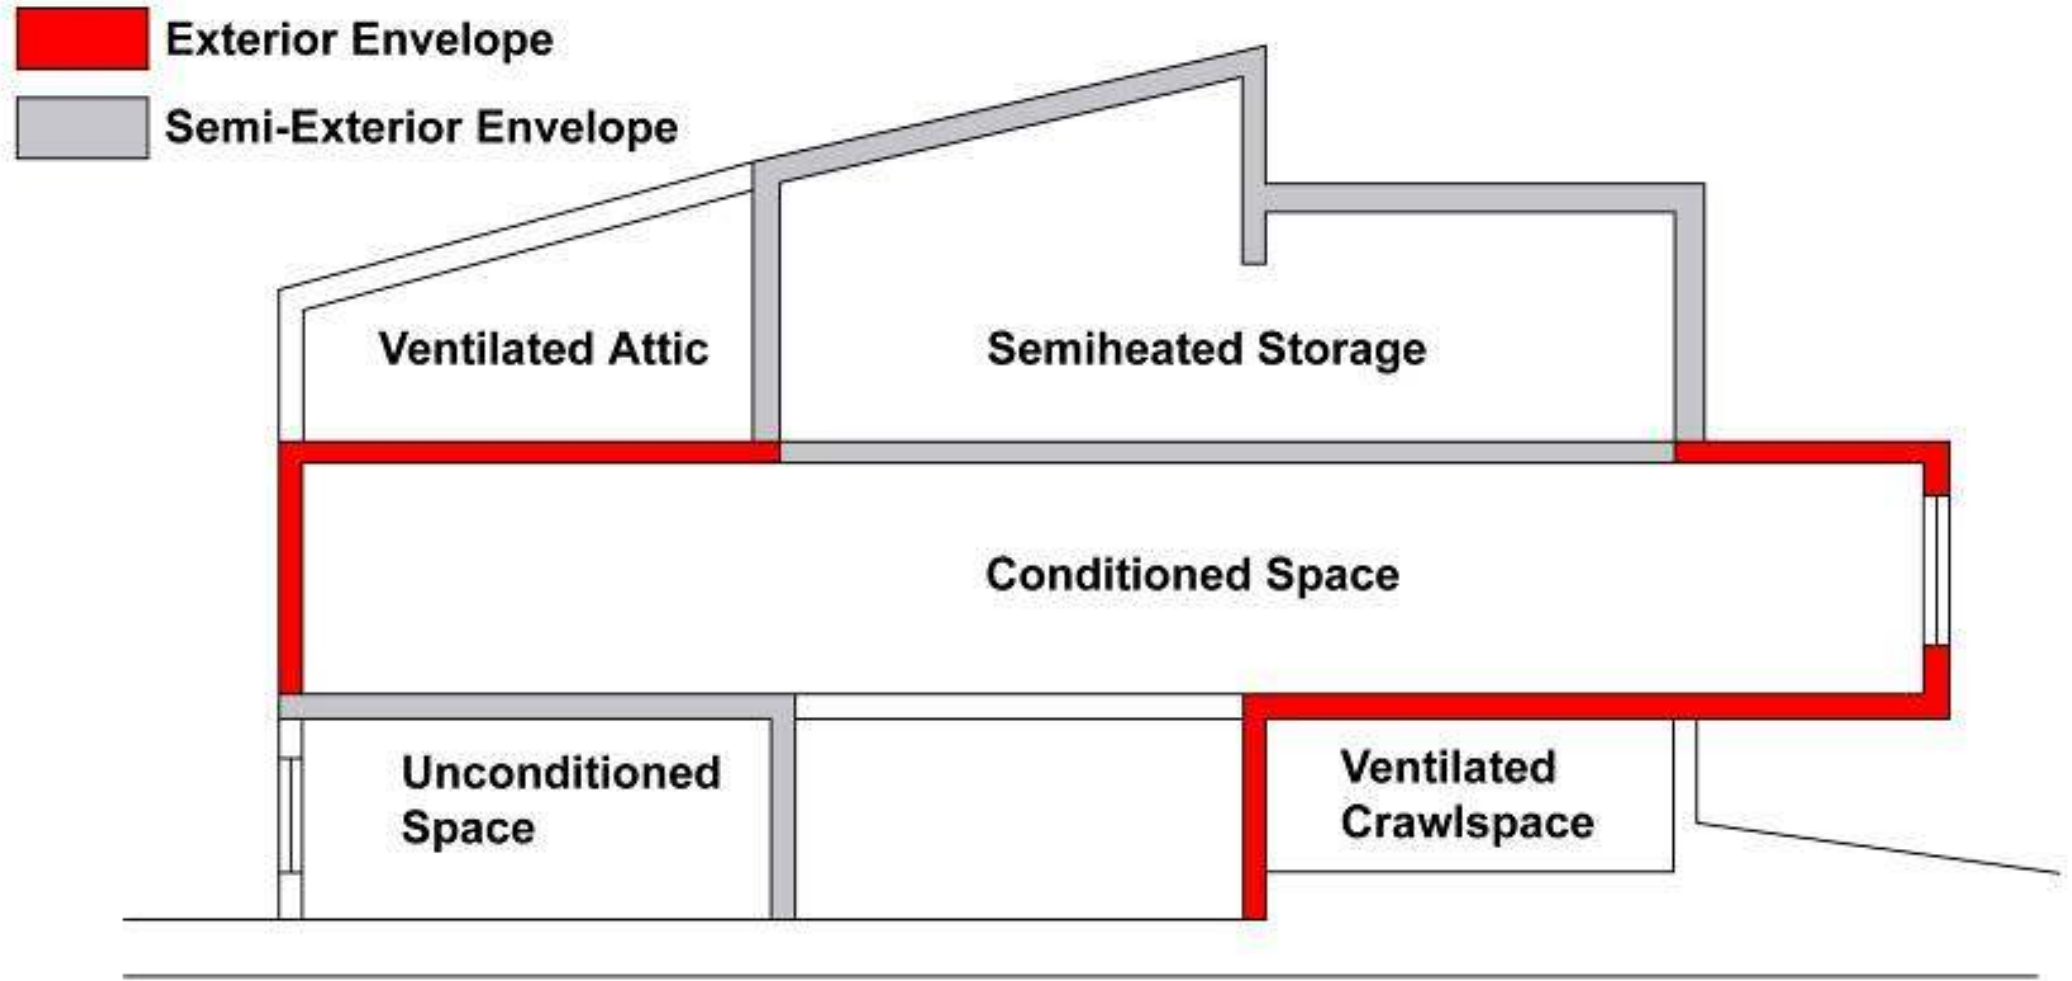 Exterior Envelope
Semi-Exterior Envelope
Ventilated Attic
Semiheated Storage
Conditioned Space
Unconditioned
Space
Ventilated
Crawlspace